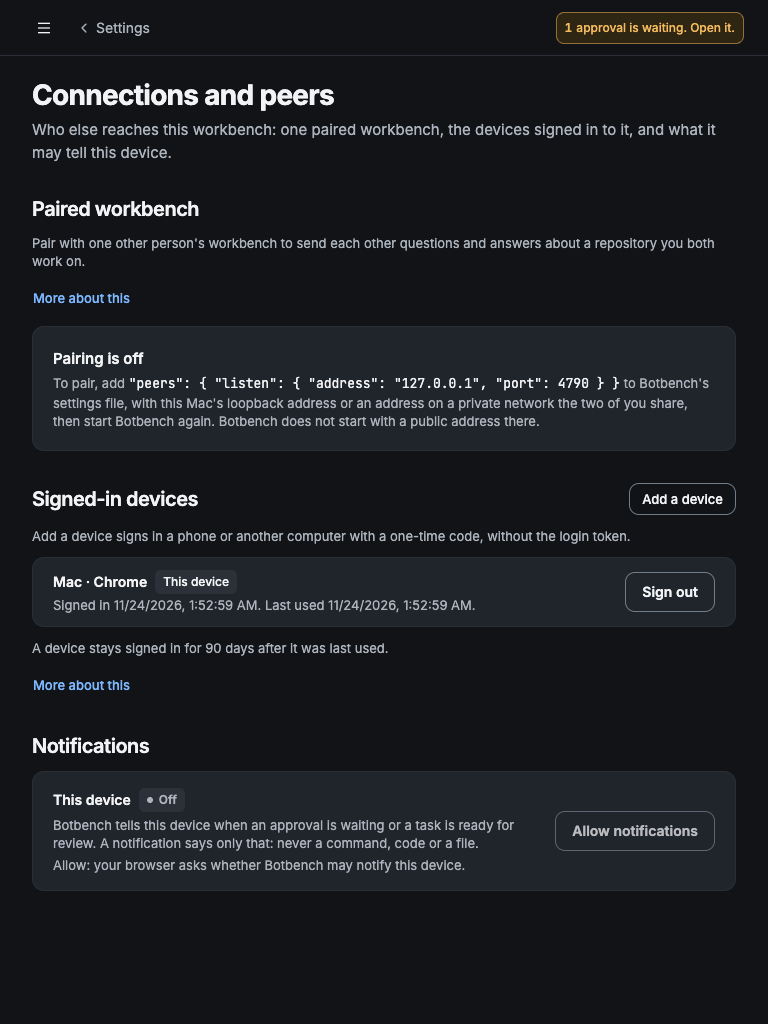 Settings
1 approval is waiting. Open it.
Connections and peers
Who else reaches this workbench: one paired workbench, the devices signed in to it, and what it
may tell this device.
Paired workbench
Pair with one other person's workbench to send each other questions and answers about a repository you both
work on.
More about this
Pairing is off
To pair, add "peers": { "listen": { "address": "127.0.0.1", "port": 4790 } } to Botbench's
settings file, with this Mac's loopback address or an address on a private network the two of you share,
then start Botbench again. Botbench does not start with a public address there.
Signed-in devices
Add a device
Add a device signs in a phone or another computer with a one-time code, without the login token.
Mac · Chrome This device
Signed in 11/24/2026, 1:52:59 AM. Last used 11/24/2026, 1:52:59 AM.
Sign out
A device stays signed in for 90 days after it was last used.
More about this
Notifications
This device Off
Botbench tells this device when an approval is waiting or a task is ready for
review. A notification says only that: never a command, code or a file.
Allow: your browser asks whether Botbench may notify this device.
Allow notifications